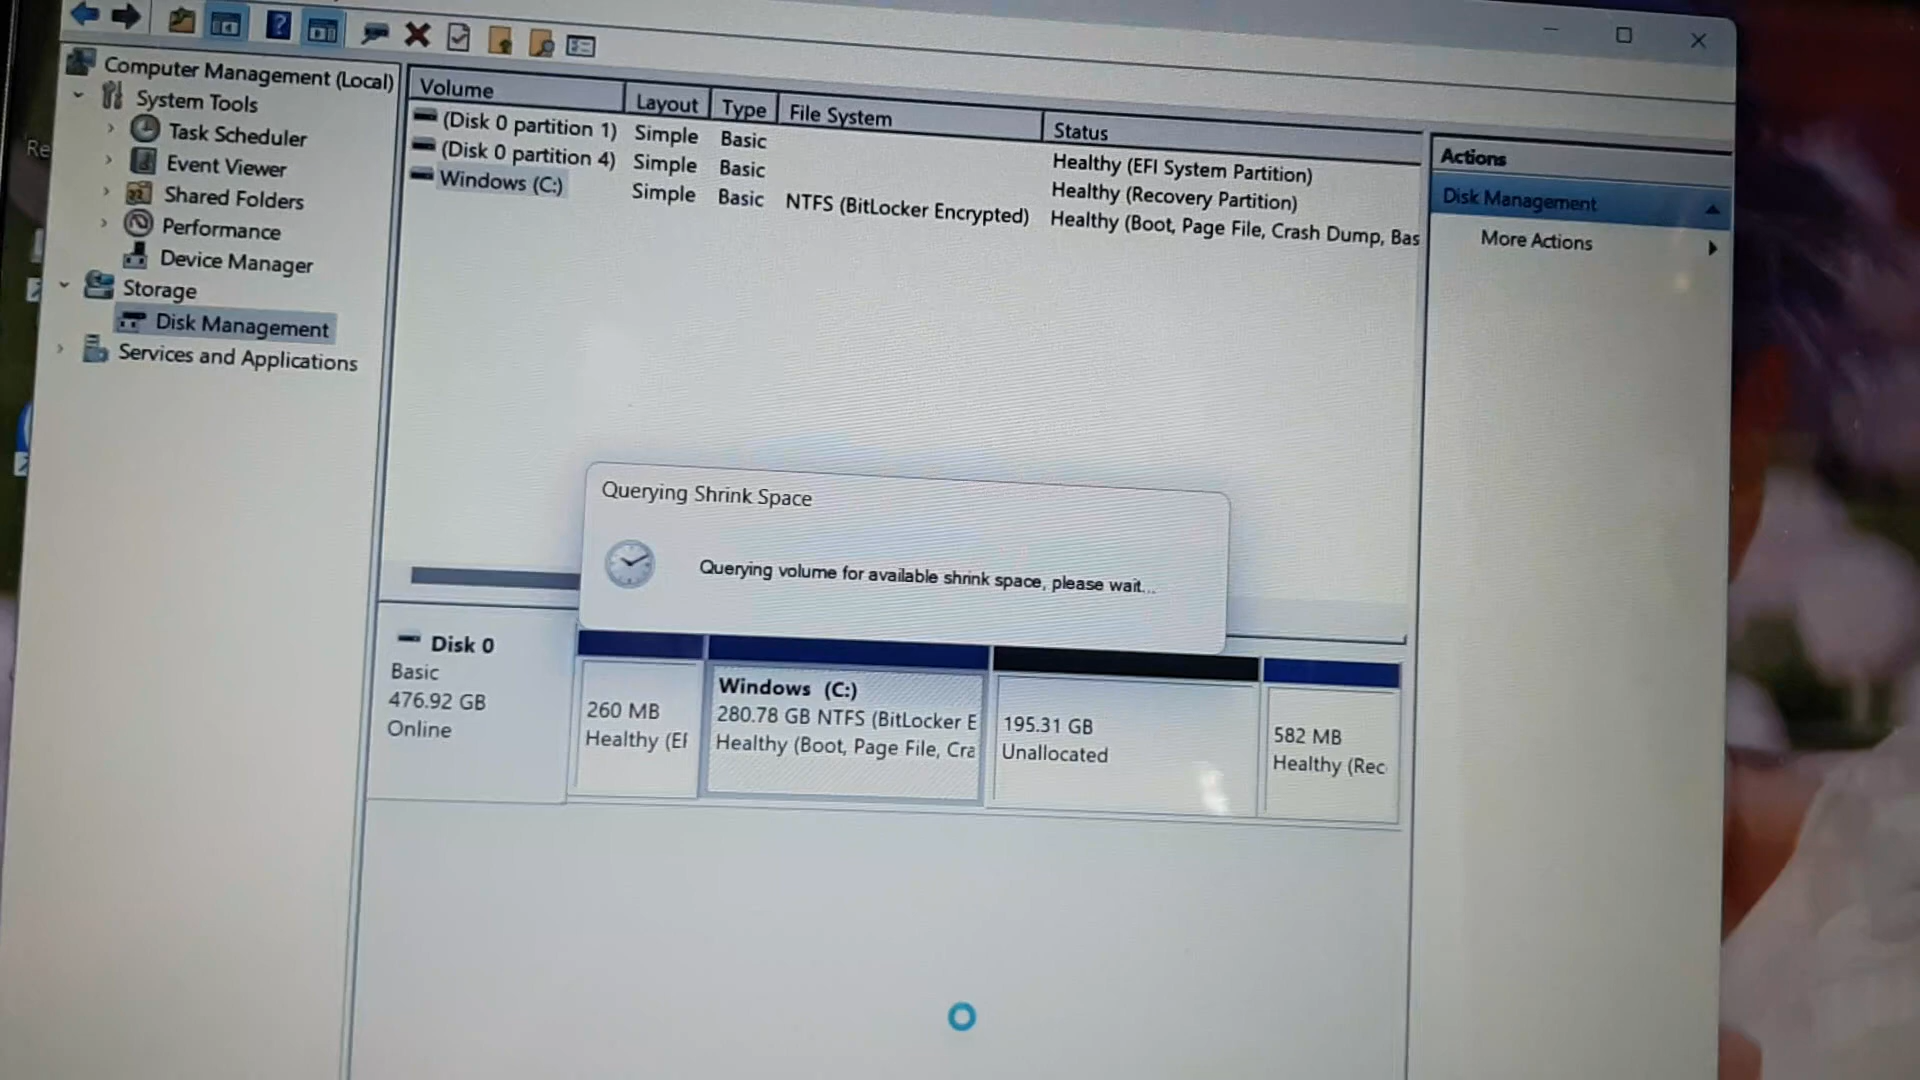 Computer Management (Local)
System Tools
Task Scheduler
Event Viewer
Shared Folders
Performance
Device Manager
Storage
Disk Management
Services and Applications
Re
Volume Layout Type File System Status
(Disk 0 partition 1) Simple Basic Healthy (EFI System Partition)
(Disk 0 partition 4) Simple Basic Healthy (Recovery Partition)
Windows (C:) Simple Basic NTFS (BitLocker Encrypted) Healthy (Boot, Page File, Crash Dump, Bas
Actions
Disk Management
More Actions
Querying Shrink Space
Querying volume for available shrink space, please wait...
Disk 0
Basic
476.92 GB
Online
260 MB
Healthy (EF
Windows (C:)
280.78 GB NTFS (BitLocker E
Healthy (Boot, Page File, Cra
195.31 GB
Unallocated
582 MB
Healthy (Rec